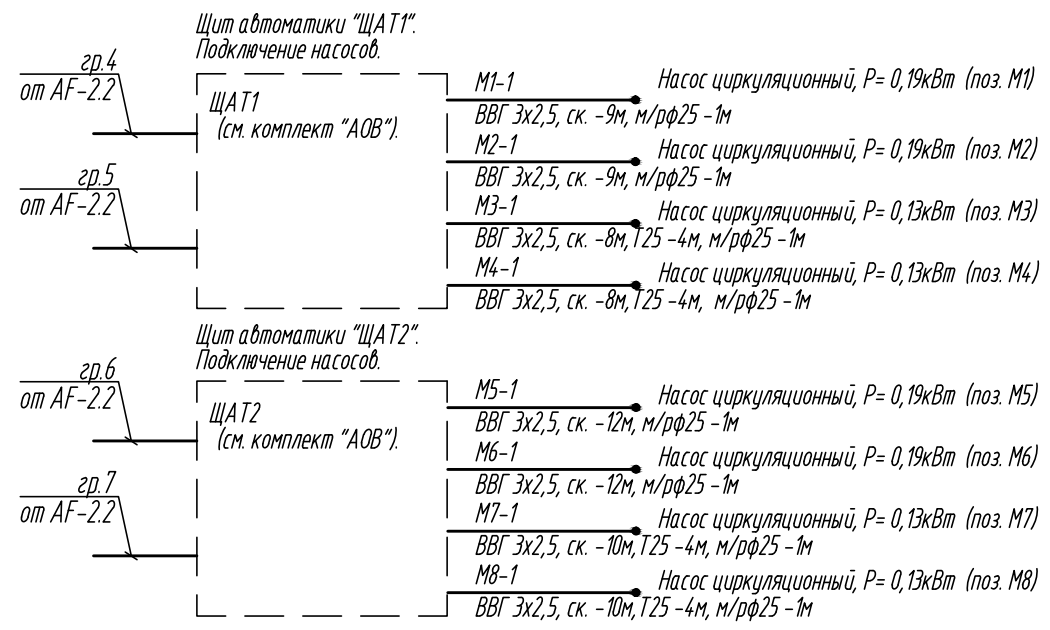 Щит автоматики "ЩАТ1".
Подключение насосов.
гр.4
от AF-2.2
гр.5
от AF-2.2
ЩАТ1
(см. комплект "АОВ").
М1-1
Насос циркуляционный, Р= 0,19кВт (поз. М1)
ВВГ 3х2,5, ск. -9м, м/рф25 -1м
М2-1
Насос циркуляционный, Р= 0,19кВт (поз. М2)
ВВГ 3х2,5, ск. -9м, м/рф25 -1м
М3-1
Насос циркуляционный, Р= 0,13кВт (поз. М3)
ВВГ 3х2,5, ск. -8м,Т25 -4м, м/рф25 -1м
М4-1
Насос циркуляционный, Р= 0,13кВт (поз. М4)
ВВГ 3х2,5, ск. -8м,Т25 -4м, м/рф25 -1м
Щит автоматики "ЩАТ2".
Подключение насосов.
гр.6
от AF-2.2
гр.7
от AF-2.2
ЩАТ2
(см. комплект "АОВ").
М5-1
Насос циркуляционный, Р= 0,19кВт (поз. М5)
ВВГ 3х2,5, ск. -12м, м/рф25 -1м
М6-1
Насос циркуляционный, Р= 0,19кВт (поз. М6)
ВВГ 3х2,5, ск. -12м, м/рф25 -1м
М7-1
Насос циркуляционный, Р= 0,13кВт (поз. М7)
ВВГ 3х2,5, ск. -10м,Т25 -4м, м/рф25 -1м
М8-1
Насос циркуляционный, Р= 0,13кВт (поз. М8)
ВВГ 3х2,5, ск. -10м,Т25 -4м, м/рф25 -1м